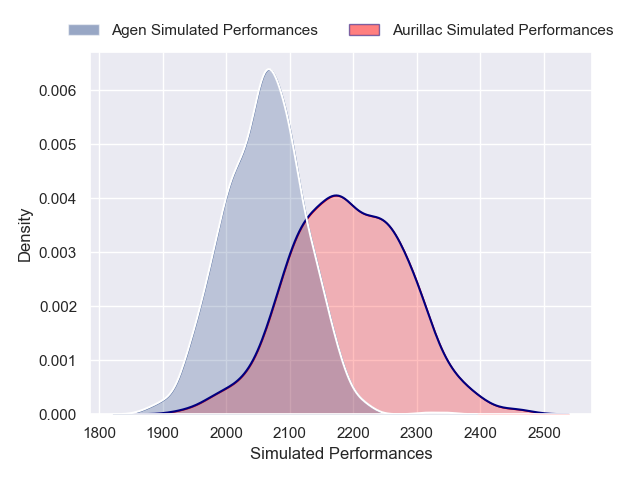 Agen Simulated Performances Aurillac Simulated Performances
0.006
0.005
0.004
0.003
0.002
0.001
0.000
Density
1800 1900 2000 2100 2200 2300 2400 2500
Simulated Performances